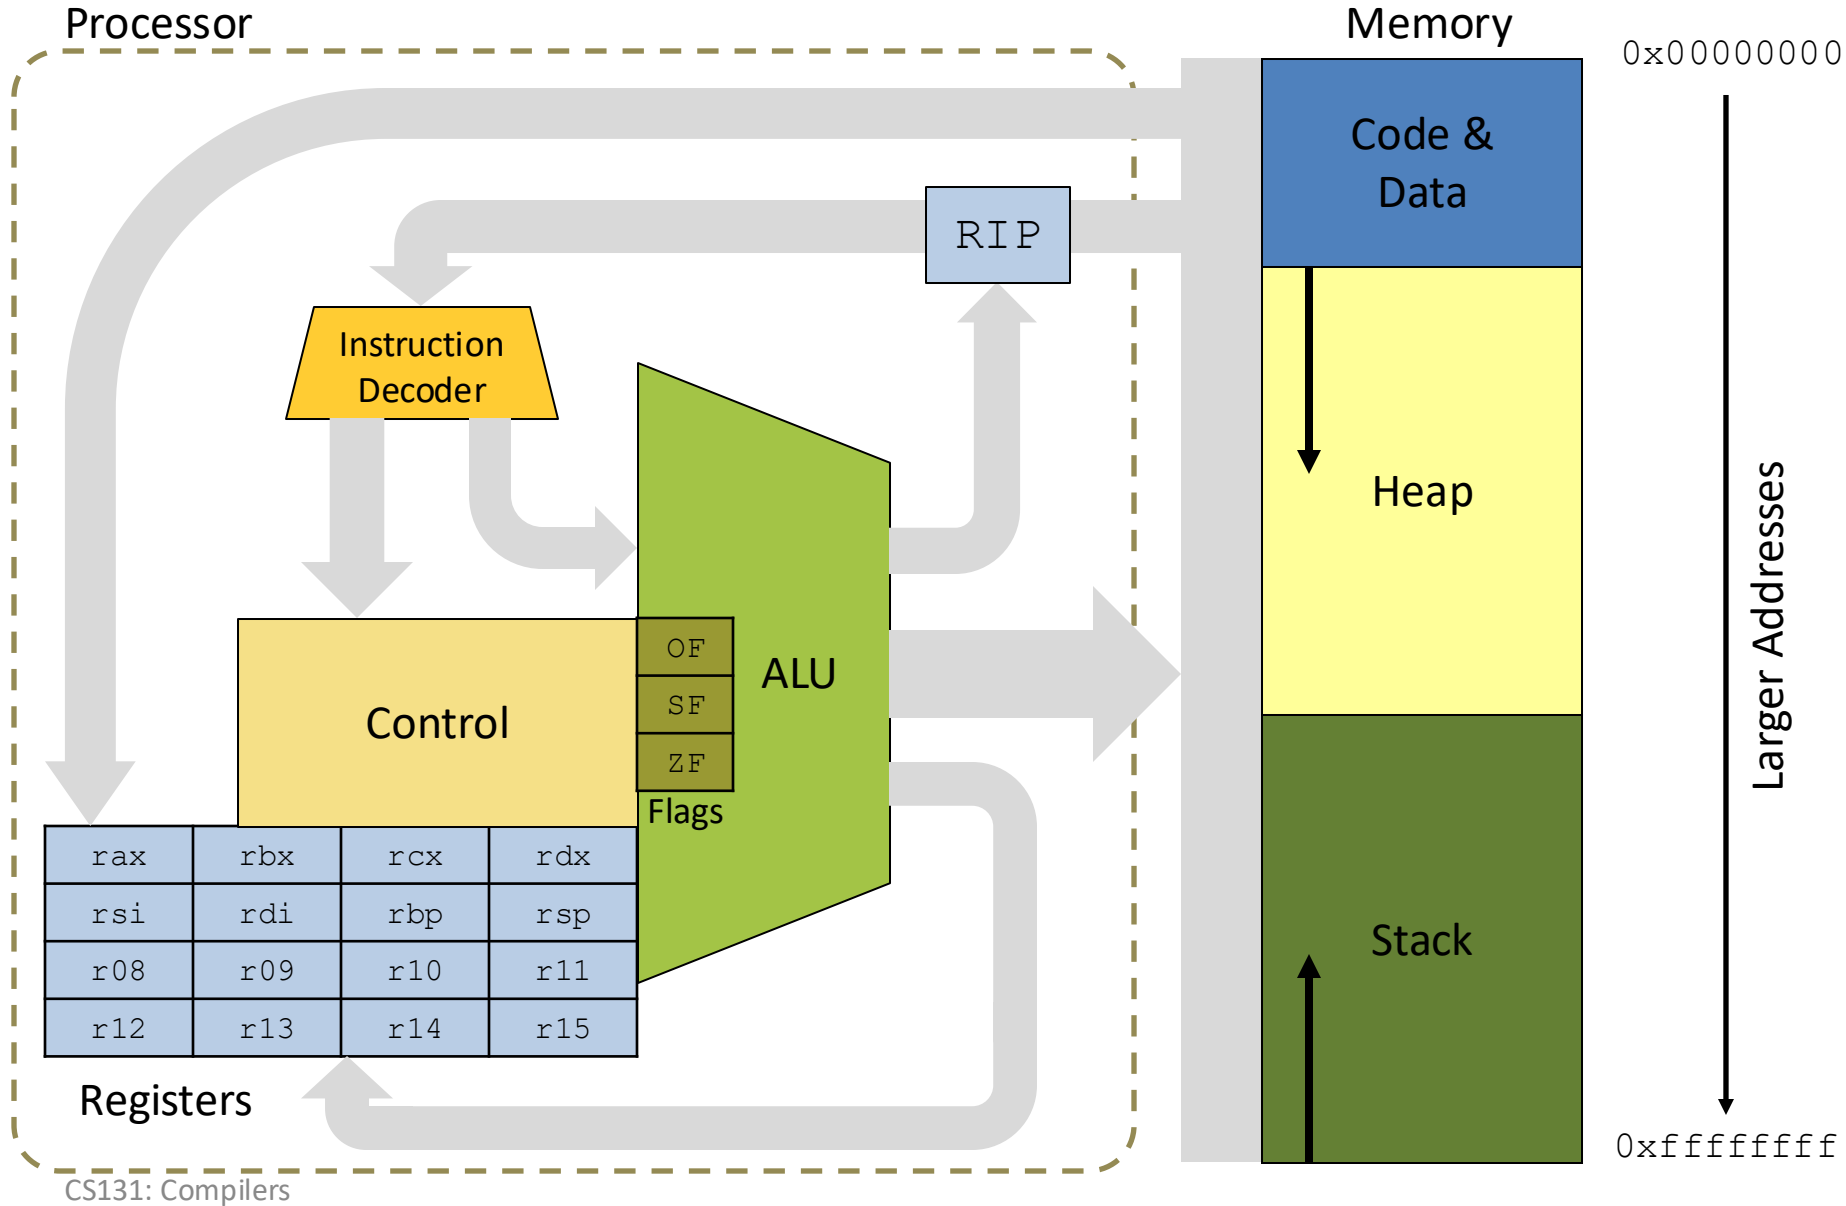 Processor
Memory
0x00000000
Code &
Data
RIP
Instruction
Decoder
Heap
Larger Addresses
OF
SF
ZF
Flags
ALU
Control
rax rbx rcx rdx
rsi rdi rbp rsp
r08 r09 r10 r11
r12 r13 r14 r15
Registers
Stack
0xffffffff
CS131: Compilers